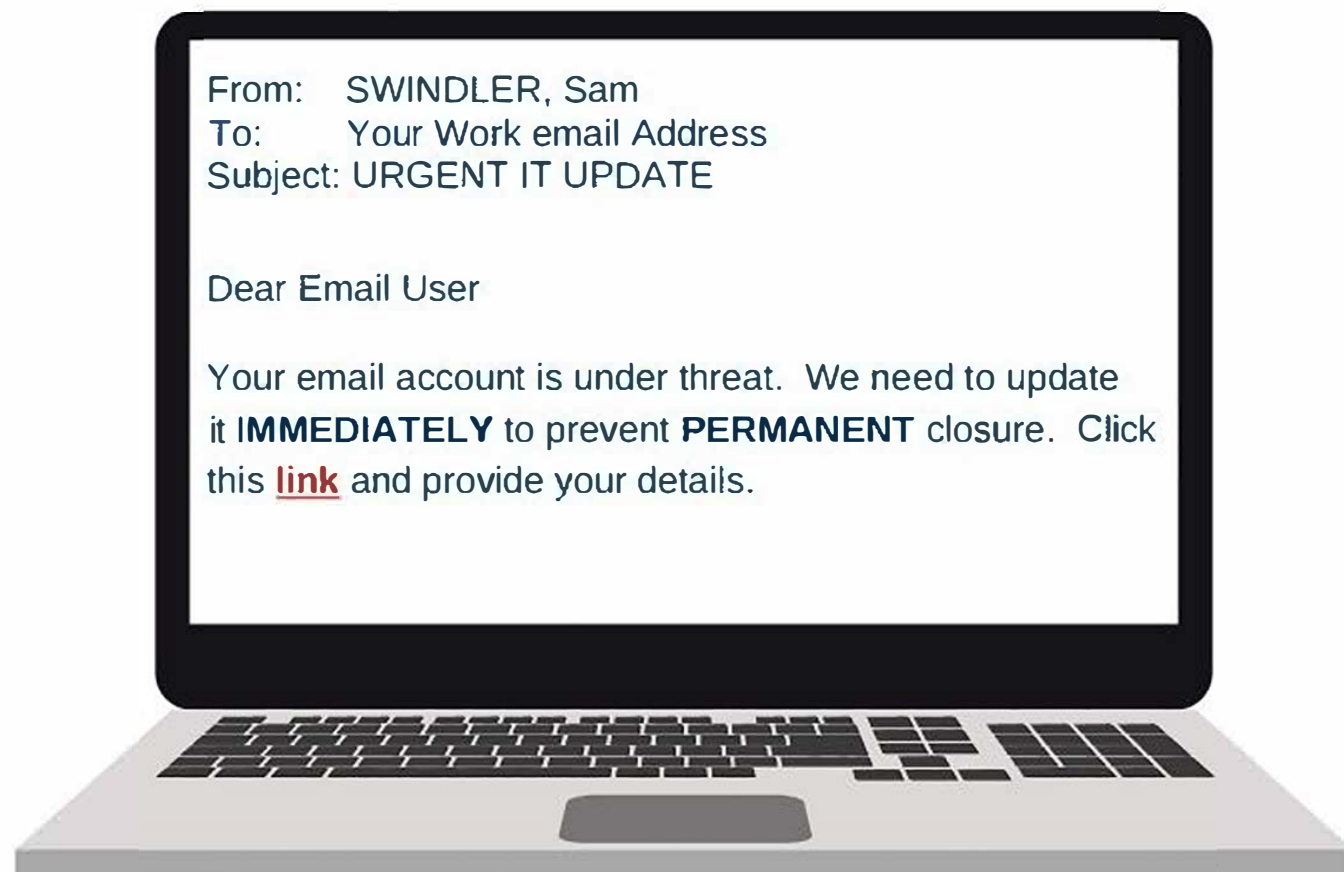 From: SWINDLER, Sam
To: Your Work email Address
Subject: URGENT IT UPDATE
Dear Email User
Your email account is under threat. We need to update
it IMMEDIATELY to prevent PERMANENT closure. Click
this link and provide your details.